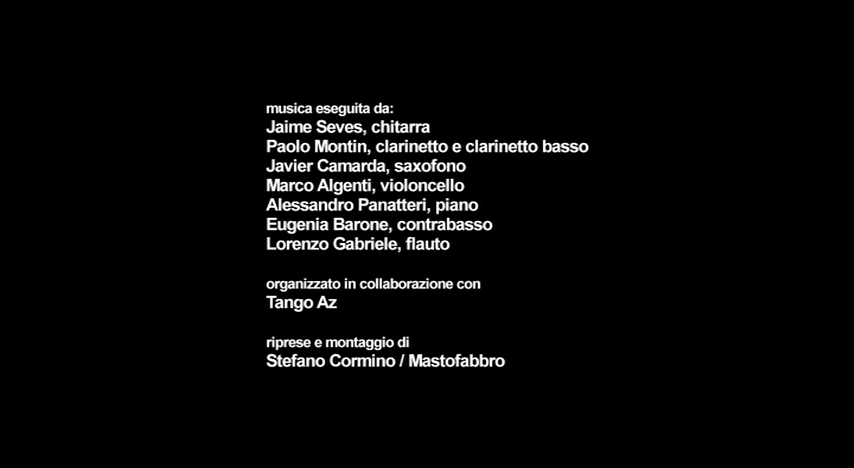 musica eseguita da:
Jaime Seves, chitarra
Paolo Montin, clarinetto e clarinetto basso
Javier Camarda, saxofono
Marco Algenti, violoncello
Alessandro Panatteri, piano
Eugenia Barone, contrabasso
Lorenzo Gabriele, flauto
organizzato in collaborazione con
Tango Az
riprese e montaggio di
Stefano Cormino / Mastofabbro